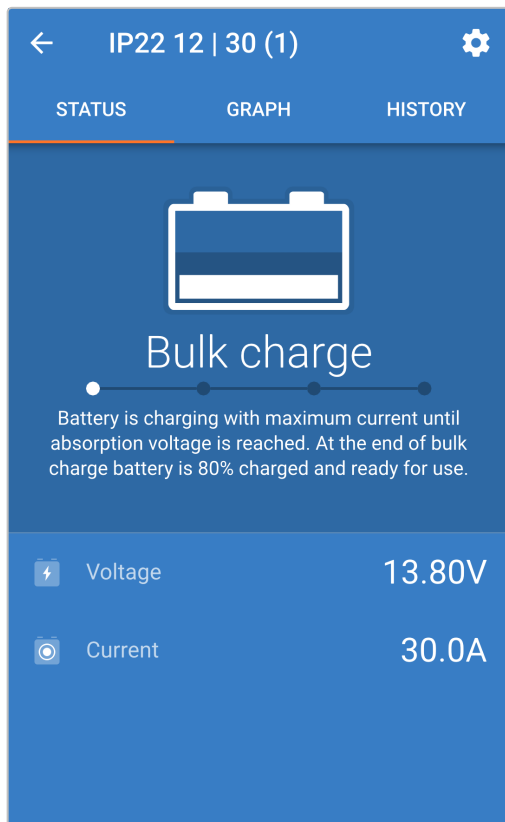 IP22 12 | 30 (1)
STATUS GRAPH HISTORY
Bulk charge
Battery is charging with maximum current until
absorption voltage is reached. At the end of bulk
charge battery is 80% charged and ready for use.
Voltage 13.80V
Current 30.0A